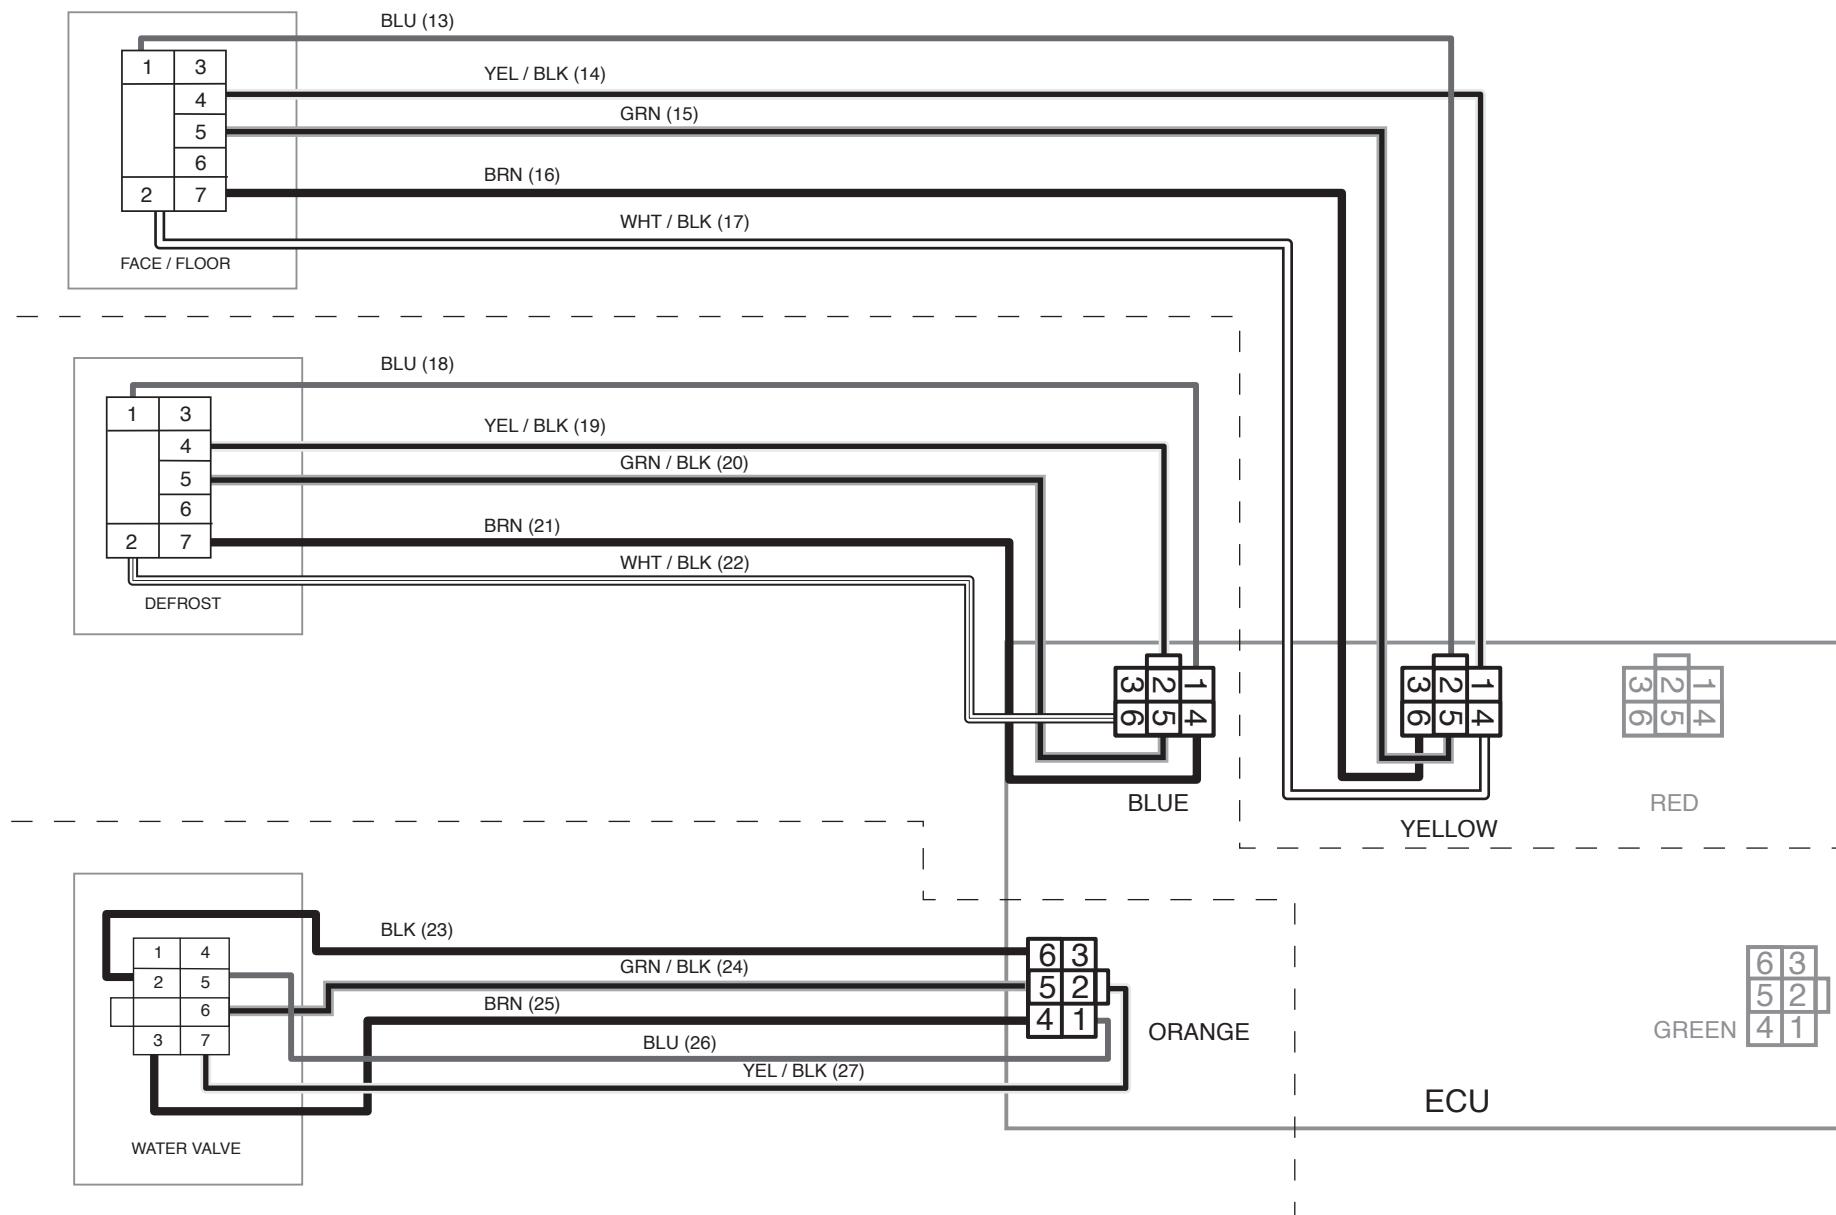 BLU (13)
1 3
YEL / BLK (14)
4
GRN (15)
5
6
BRN (16)
2 7
WHT / BLK (17)
FACE / FLOOR
BLU (18)
1 3
YEL / BLK (19)
4
GRN / BLK (20)
5
6
BRN (21)
2 7
WHT / BLK (22)
DEFROST
3 2 1
6 5 4
BLUE
3 2 1
6 5 4
YELLOW
3 2 1
6 5 4
RED
BLK (23)
1 4
GRN / BLK (24)
2 5
BRN (25)
6
3 7
BLU (26)
YEL / BLK (27)
WATER VALVE
6 3
5 2
4 1
ORANGE
6 3
5 2
4 1
GREEN
ECU